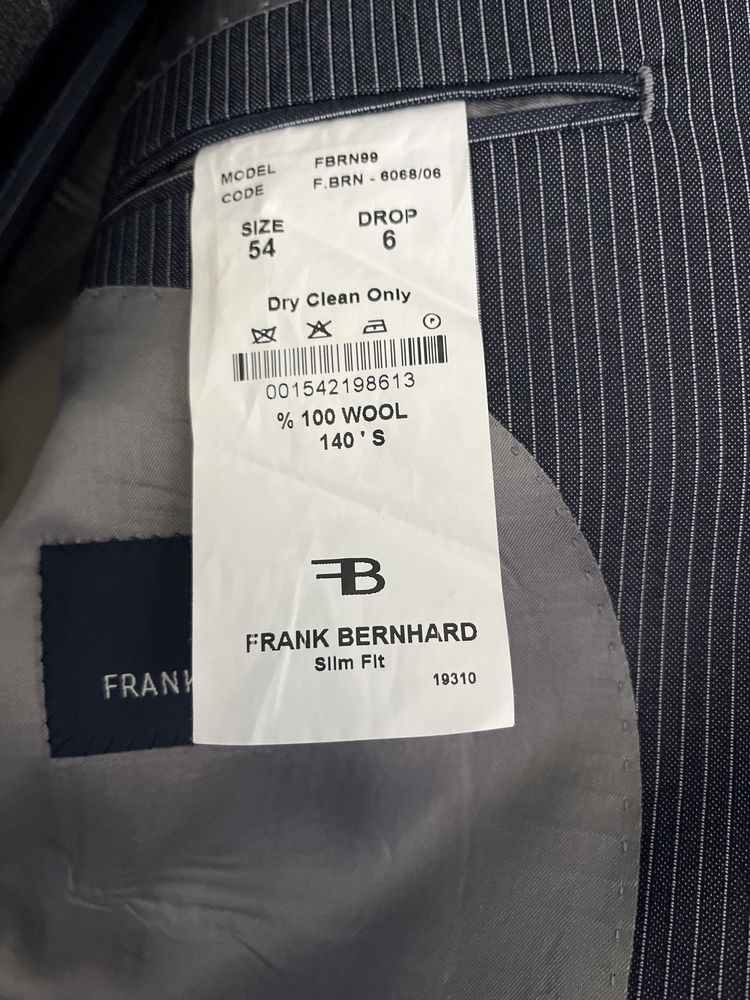 MODEL FBRN99
CODE F.BRN - 6068/06
SIZE DROP
54 6
Dry Clean Only
P
001542198613
% 100 WOOL
140 ' S
FB
FRANK BERNHARD
Slim Fit
19310
FRANK